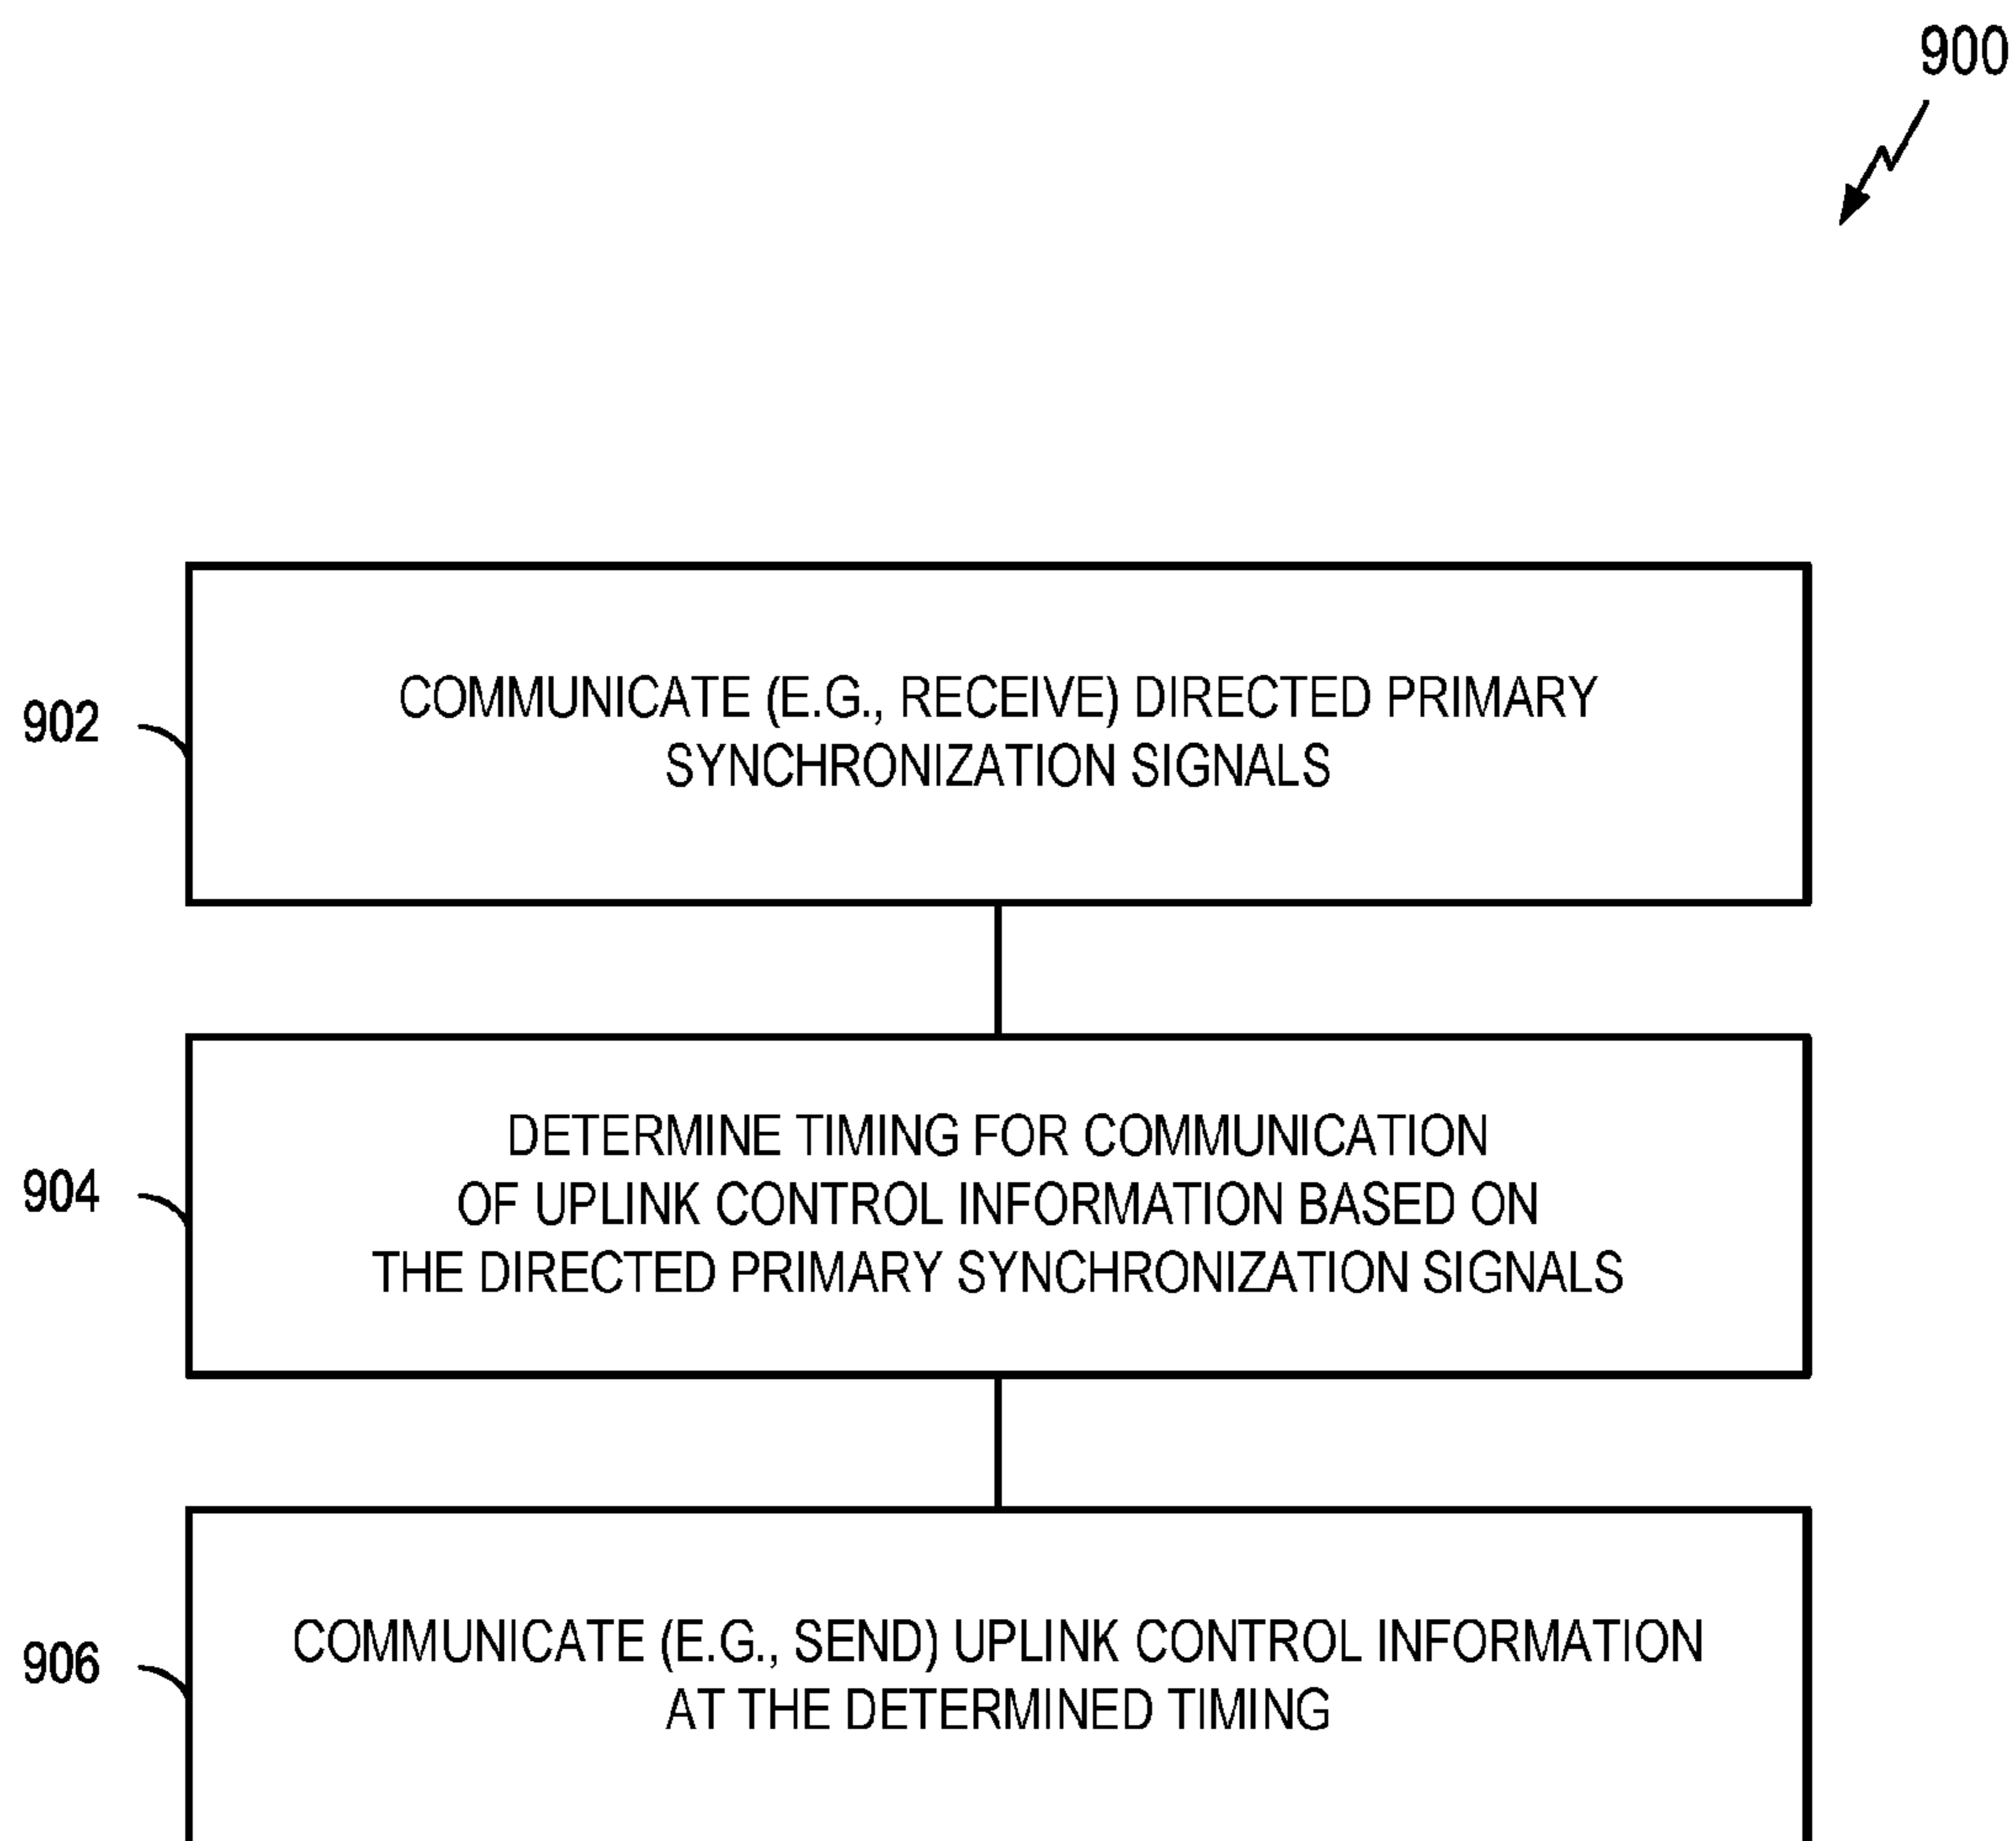 900
902
COMMUNICATE (E.G., RECEIVE) DIRECTED PRIMARY
SYNCHRONIZATION SIGNALS
904
DETERMINE TIMING FOR COMMUNICATION
OF UPLINK CONTROL INFORMATION BASED ON
THE DIRECTED PRIMARY SYNCHRONIZATION SIGNALS
906
COMMUNICATE (E.G., SEND) UPLINK CONTROL INFORMATION
AT THE DETERMINED TIMING